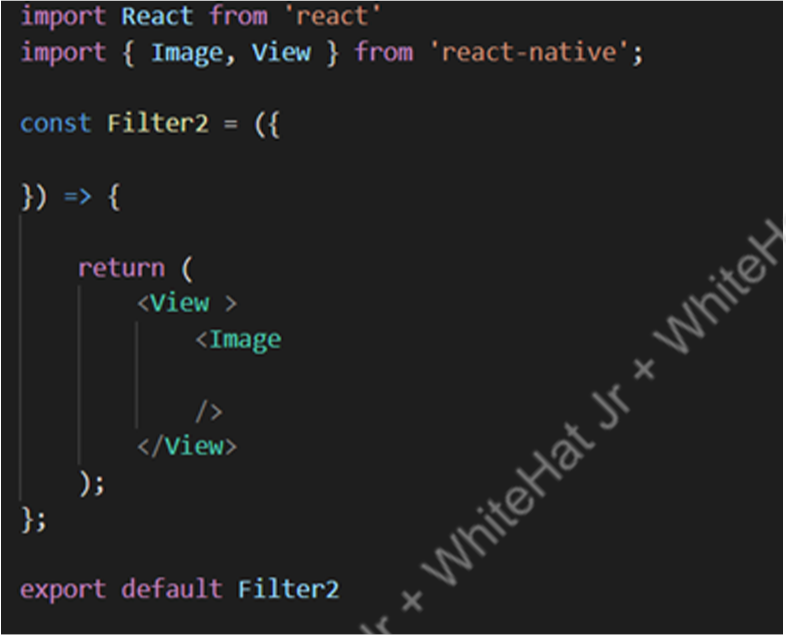 import React from 'react'
import { Image, View } from 'react-native';
const Filter2 = ({
}) => {
return (
<View >
<Image
/>
</View>
);
};
export default Filter2
Jr + WhiteHat Jr + WhiteHat